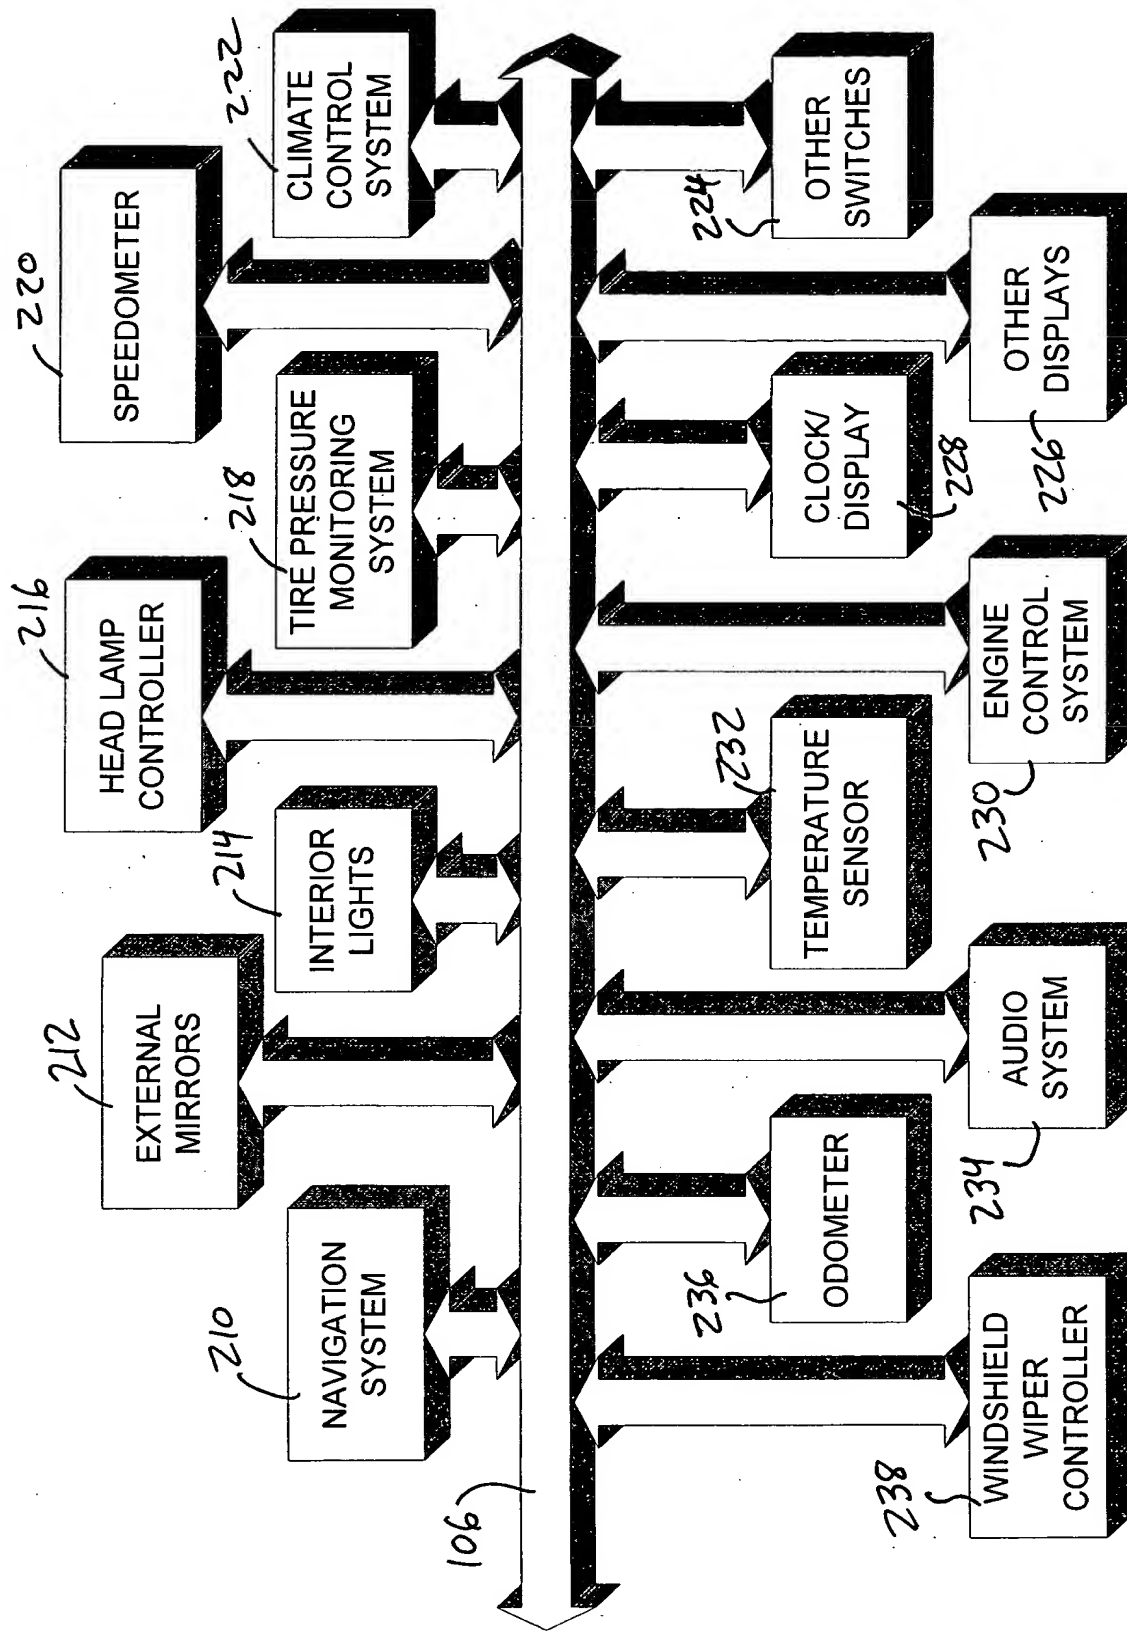 220
SPEEDOMETER
222
CLIMATE
CONTROL
SYSTEM
216
HEAD LAMP
CONTROLLER
218
TIRE PRESSURE
MONITORING
SYSTEM
212
EXTERNAL
MIRRORS
214
INTERIOR
LIGHTS
210
NAVIGATION
SYSTEM
106
224
OTHER
SWITCHES
228
CLOCK/
DISPLAY
226
OTHER
DISPLAYS
232
TEMPERATURE
SENSOR
230
ENGINE
CONTROL
SYSTEM
236
ODOMETER
234
AUDIO
SYSTEM
238
WINDSHIELD
WIPER
CONTROLLER